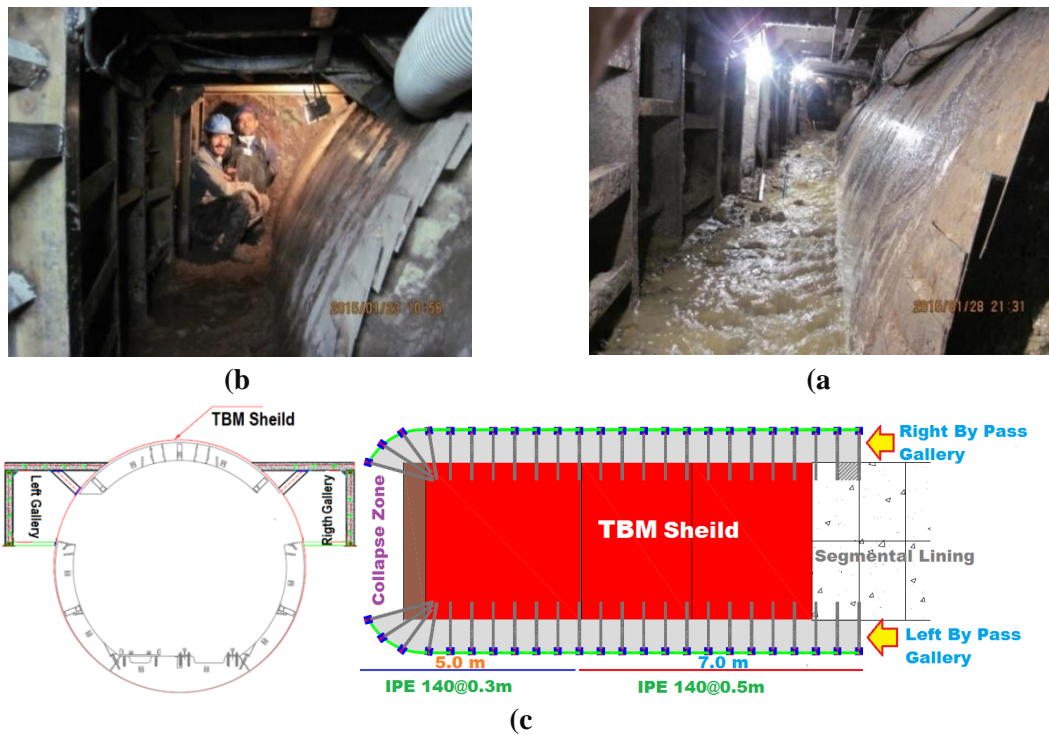 2015/01/23 10:56
2015/01/28 21:31
(b)
(a
TBM Sheild
Left Gallery
Rigth Gallery
Right By Pass
Gallery
Collapse Zone
TBM Sheild
Segmental Lining
Left By Pass
Gallery
5.0 m
7.0 m
IPE 140@0.3m
IPE 140@0.5m
(c